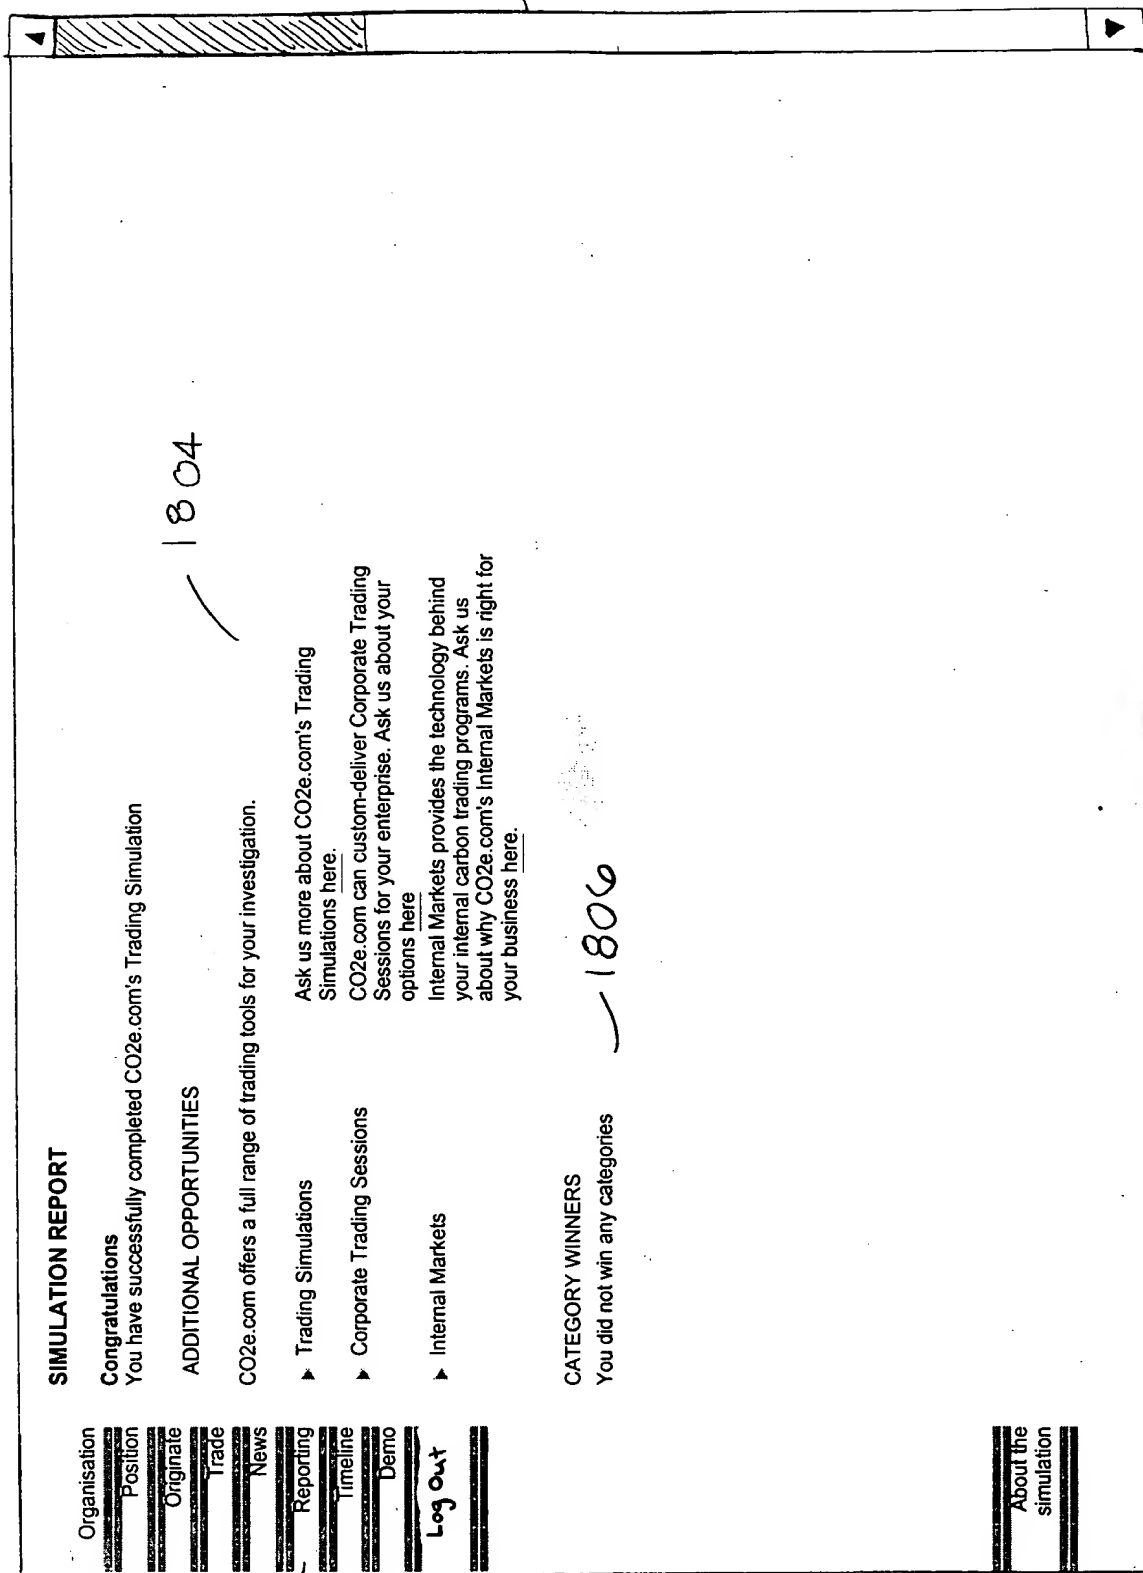 SIMULATION REPORT
Organisation
Position
Originate
Trade
News
Reporting
Timeline
Demo
Log Out
About the
simulation
Congratulations
You have successfully completed CO2e.com's Trading Simulation
ADDITIONAL OPPORTUNITIES
1804
CO2e.com offers a full range of trading tools for your investigation.
▶ Trading Simulations
Ask us more about CO2e.com's Trading
Simulations here.
▶ Corporate Trading Sessions
CO2e.com can custom-deliver Corporate Trading
Sessions for your enterprise. Ask us about your
options here
▶ Internal Markets
Internal Markets provides the technology behind
your internal carbon trading programs. Ask us
about why CO2e.com's Internal Markets is right for
your business here.
CATEGORY WINNERS
You did not win any categories
1806